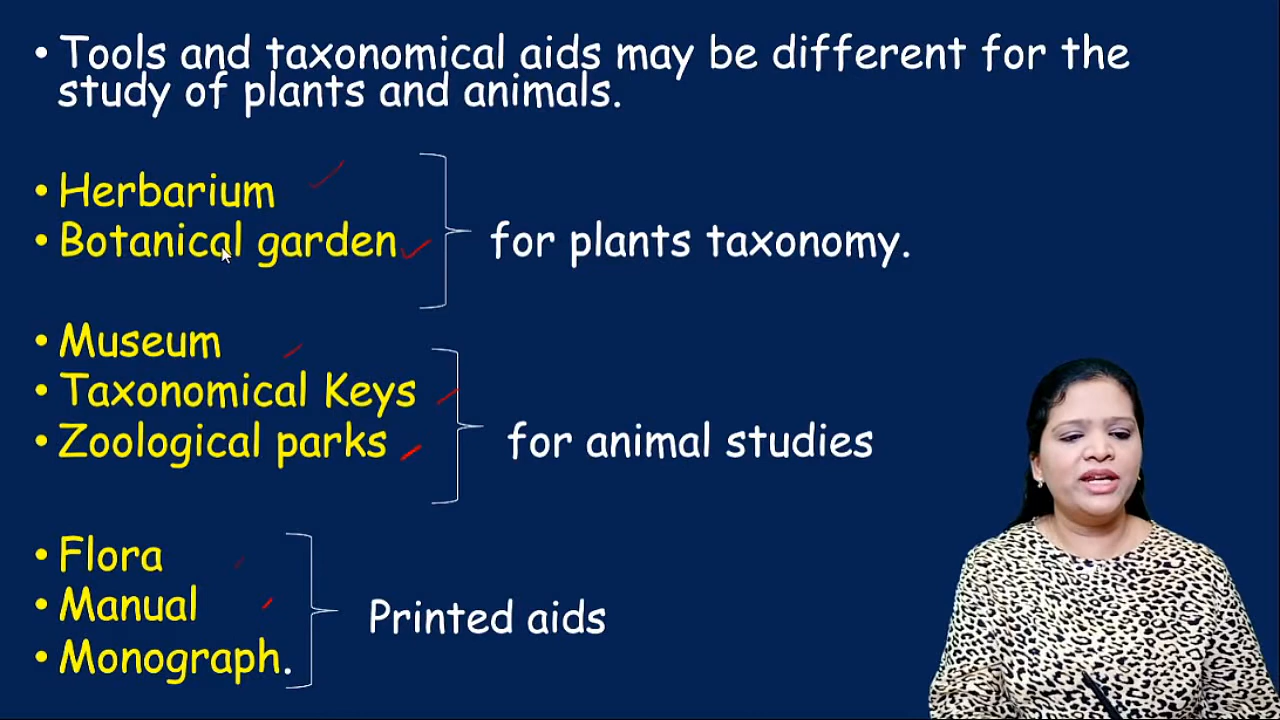 • Tools and taxonomical aids may be different for the
study of plants and animals.
• Herbarium
• Botanical garden
for plants taxonomy.
• Museum
• Taxonomical Keys
• Zoological parks
for animal studies
• Flora
• Manual
• Monograph.
Printed aids